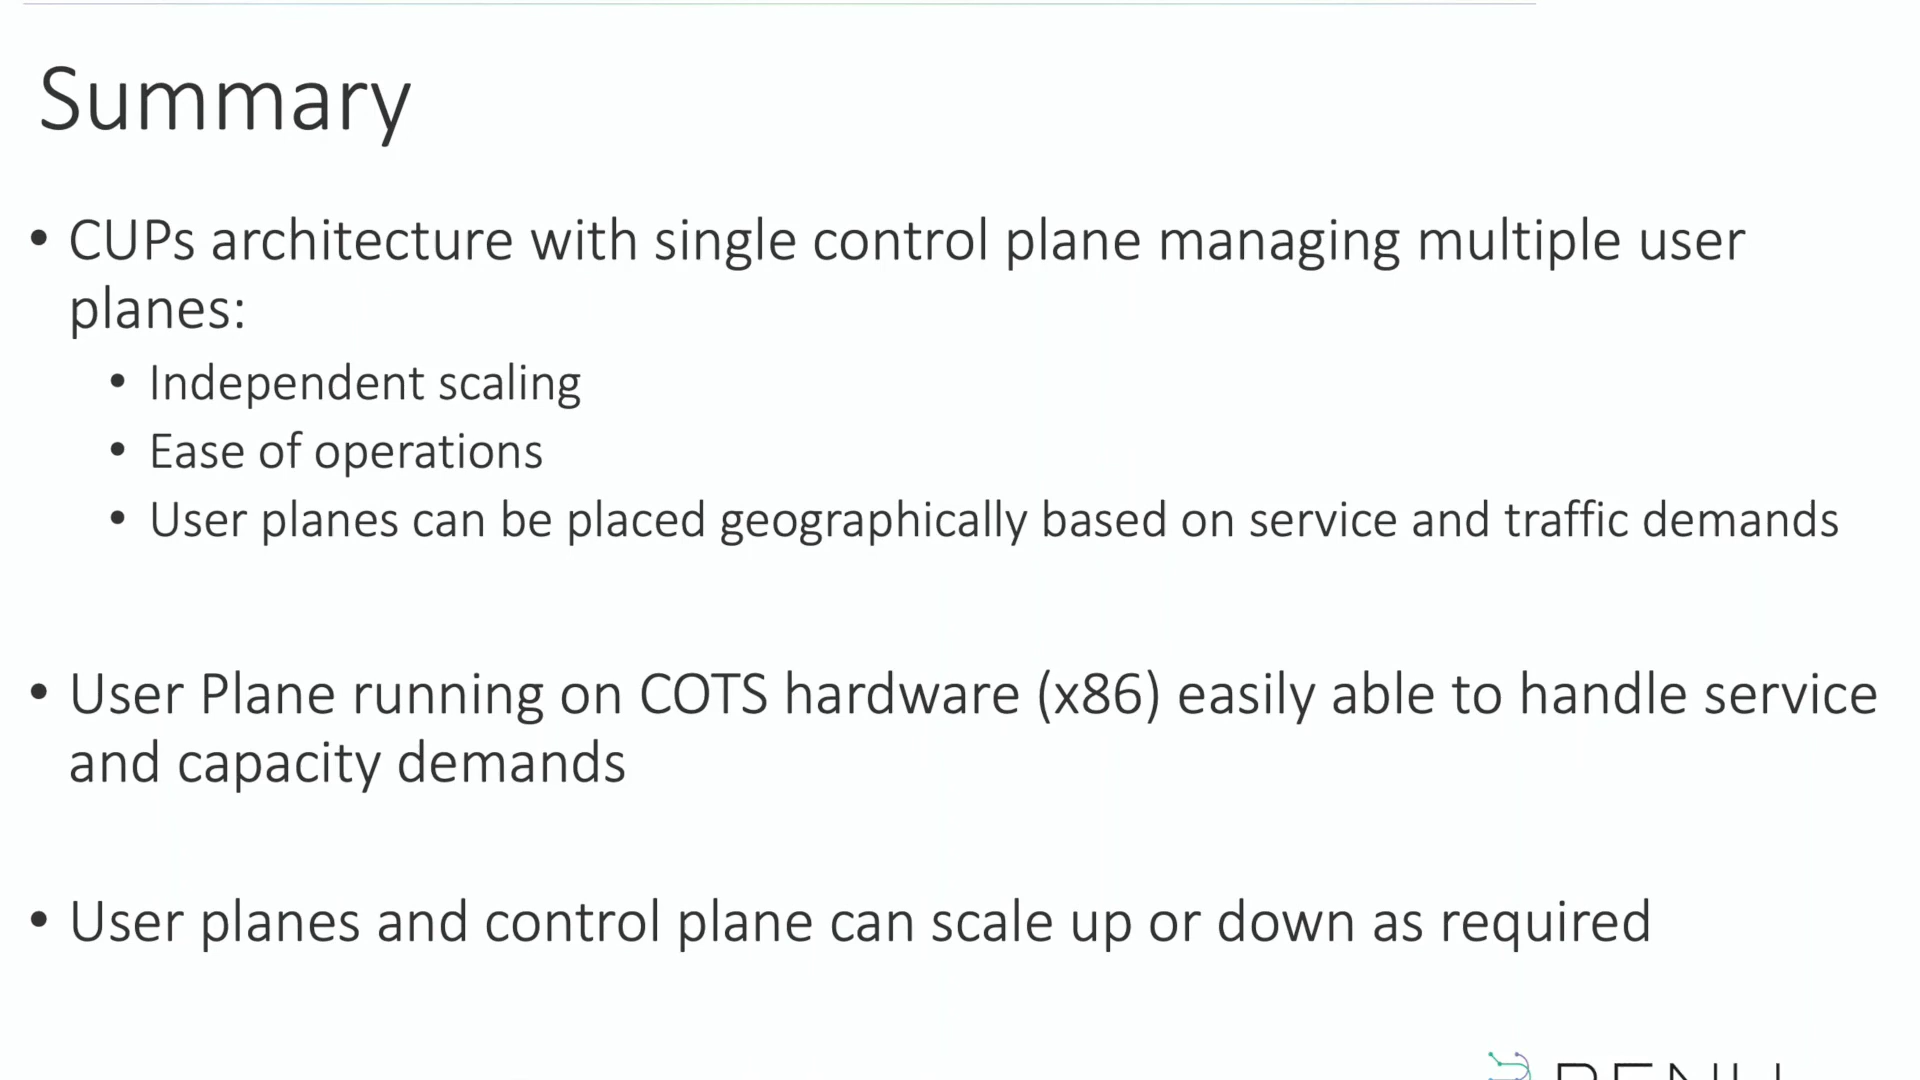 Summary
• CUPs architecture with single control plane managing multiple user
planes:
• Independent scaling
• Ease of operations
• User planes can be placed geographically based on service and traffic demands
• User Plane running on COTS hardware (x86) easily able to handle service
and capacity demands
• User planes and control plane can scale up or down as required